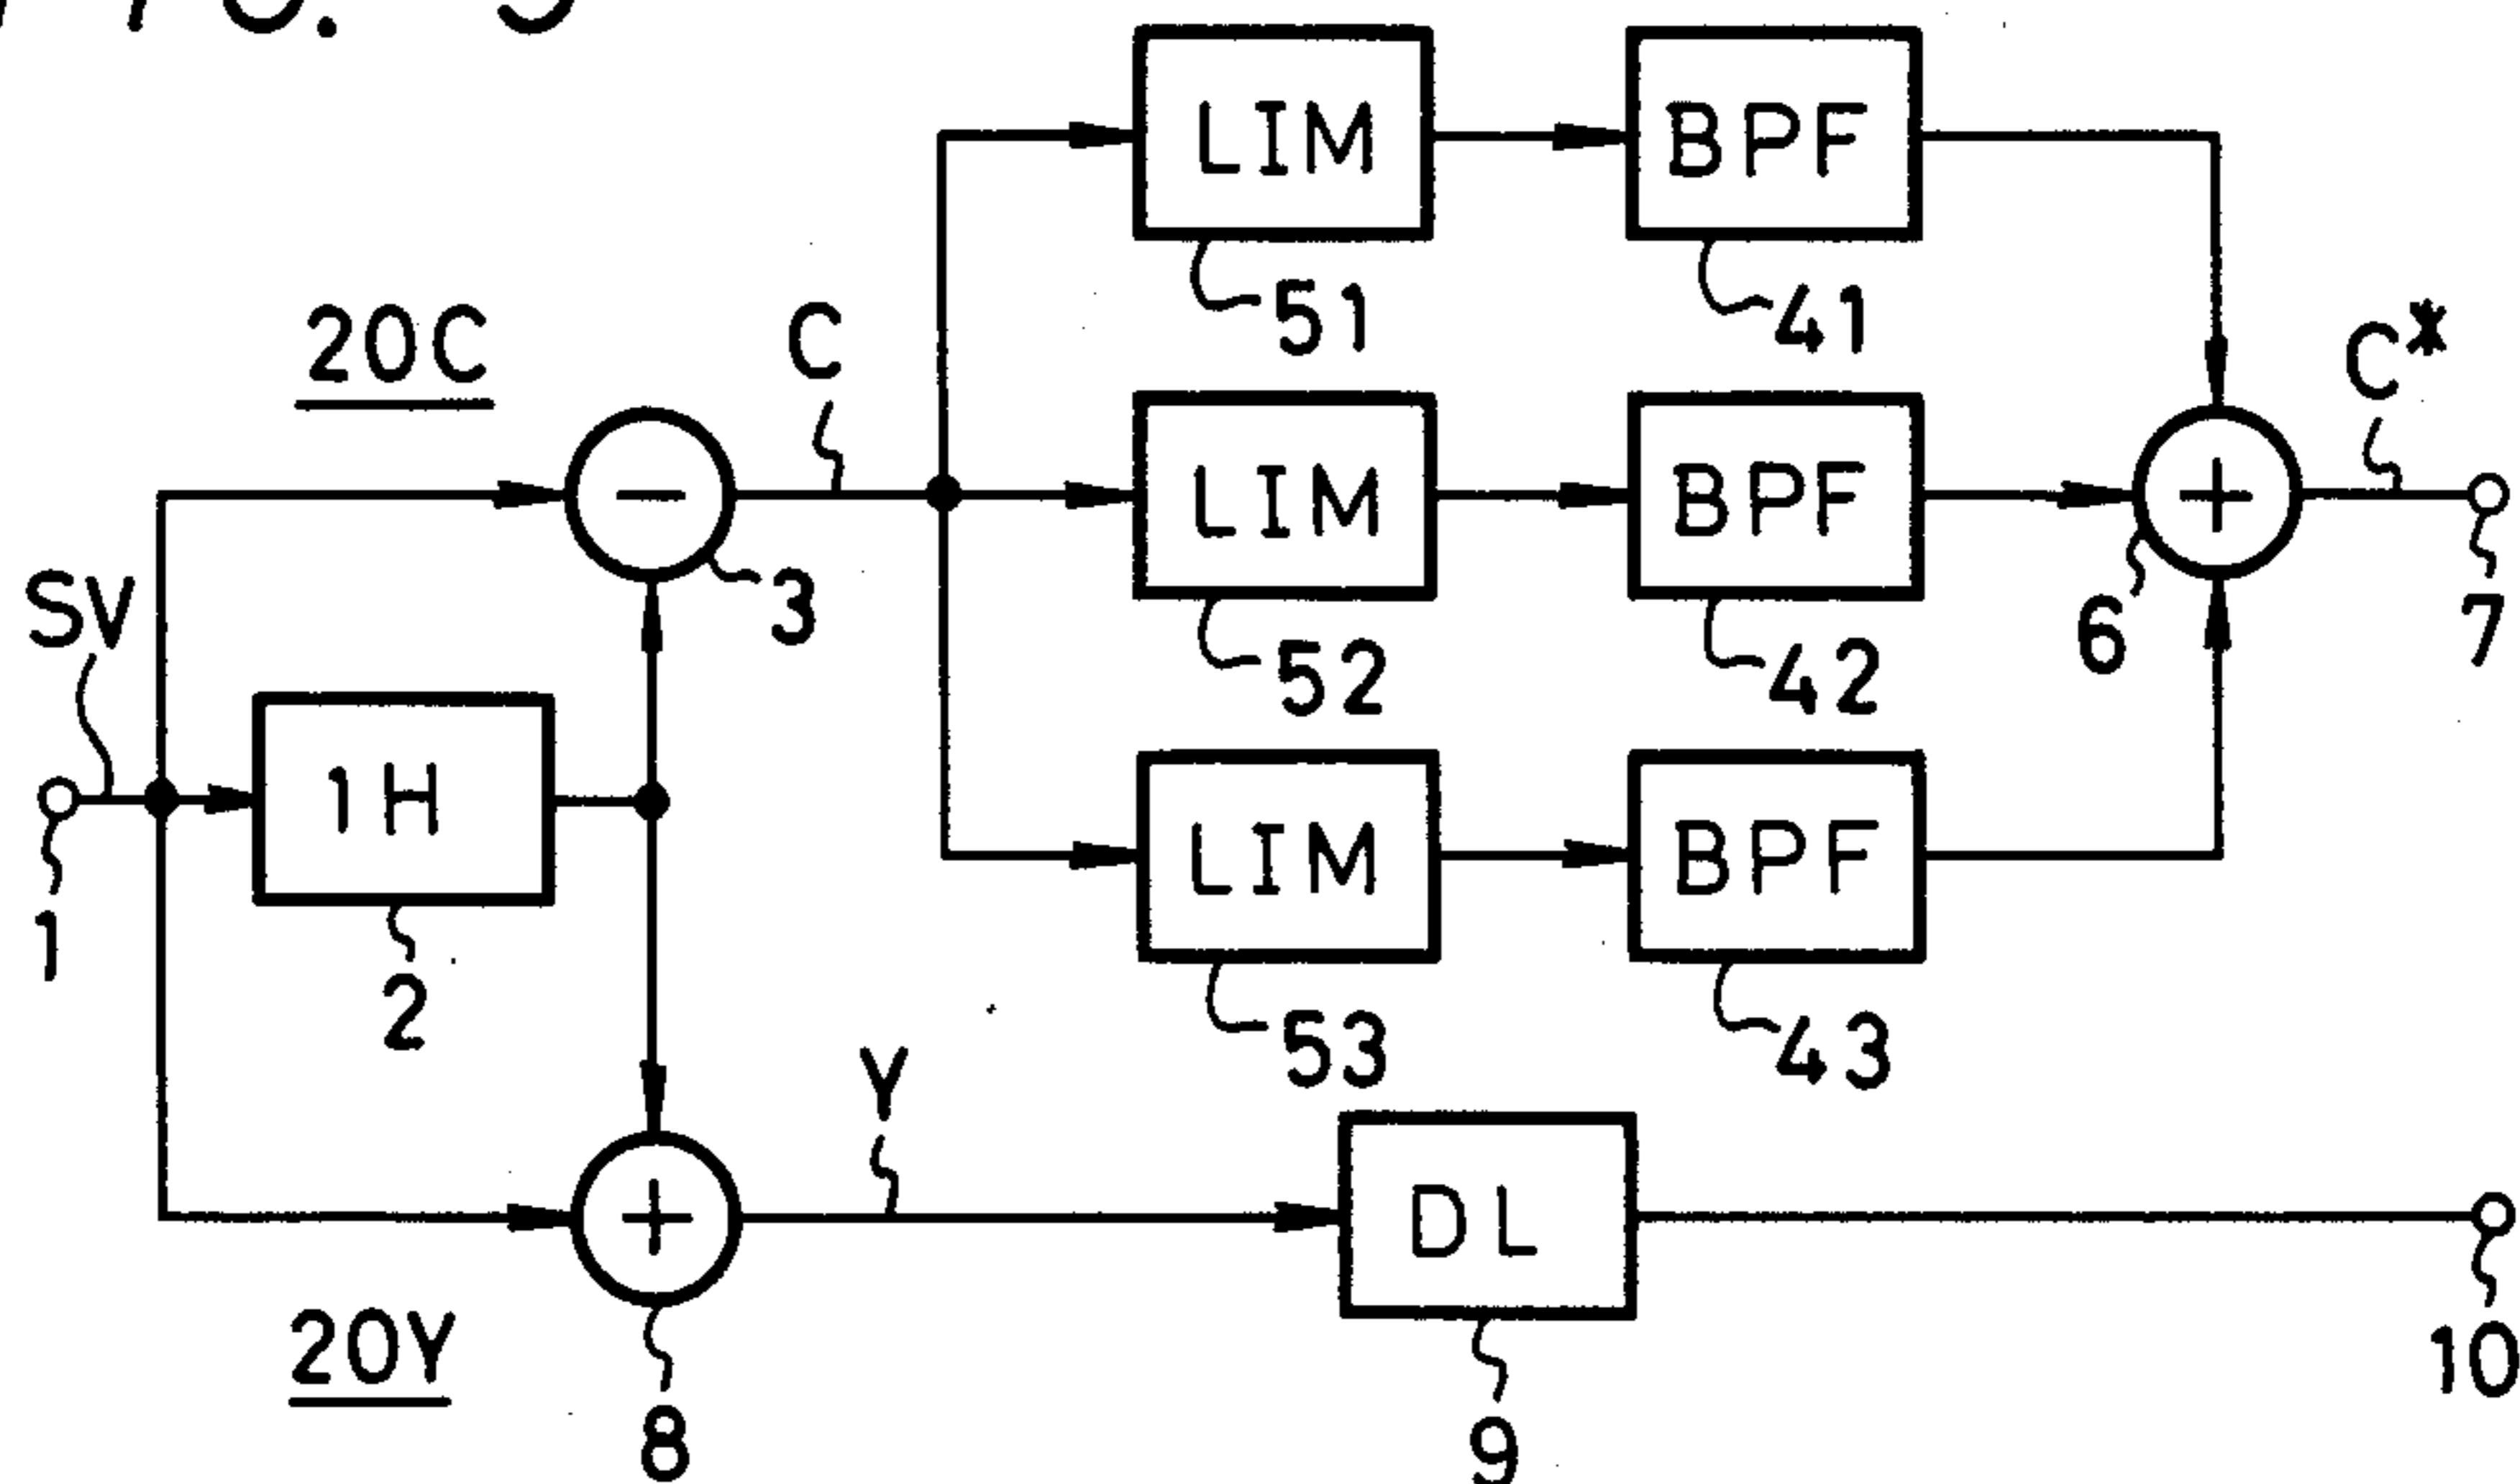 LIM BPF
51 41
20C C C*
− LIM BPF +
3 52 42 6 7
SV
1H
1 2
LIM BPF
53 43
Y
+ DL
20Y 8 9 10